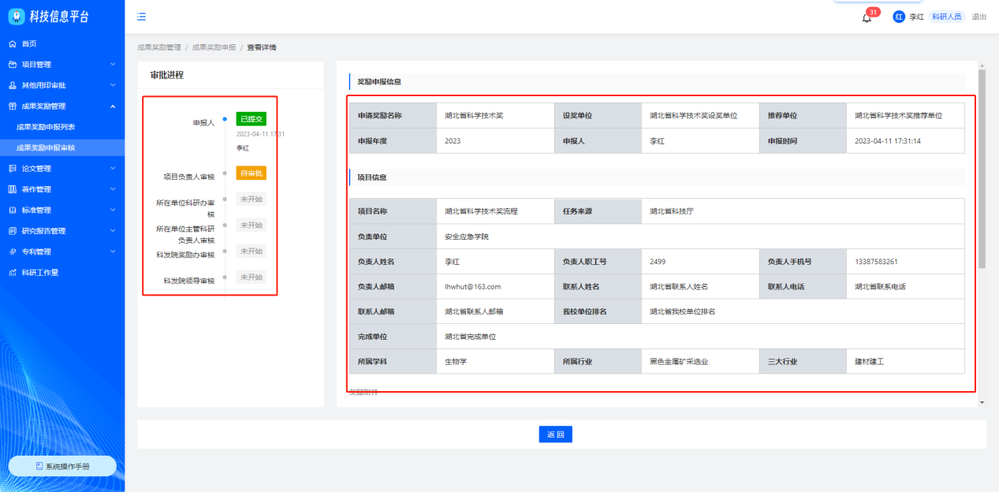 科技信息平台
31
红 李红 科研人员 退出
首页
项目管理
其他用印审批
成果奖励管理
成果奖励申报列表
成果奖励申报审核
论文管理
著作管理
标准管理
研究报告管理
专利管理
科研工作量
系统操作手册
成果奖励管理 / 成果奖励申报 / 查看详情
审批进程
申报人 已提交
2023-04-11 17:31
李红
项目负责人审核 待审批
所在单位科研办审 未开始
核
所在单位主管科研 未开始
负责人审核
科发院奖励办审核 未开始
科发院领导审核 未开始
奖励申报信息
申请奖励名称 湖北省科学技术奖 设奖单位 湖北省科学技术奖设奖单位 推荐单位 湖北省科学技术奖推荐单位
申报年度 2023 申报人 李红 申报时间 2023-04-11 17:31:14
项目信息
项目名称 湖北省科学技术奖流程 任务来源 湖北省科技厅
负责单位 安全应急学院
负责人姓名 李红 负责人职工号 2499 负责人手机号 13387583261
负责人邮箱 lhwhut@163.com 联系人姓名 湖北省联系人姓名 联系人电话 湖北省联系电话
联系人邮箱 湖北省联系人邮箱 我校单位排名 湖北省我校单位排名
完成单位 湖北省完成单位
所属学科 生物学 所属行业 黑色金属矿采选业 三大行业 建材建工
奖励附件
返 回